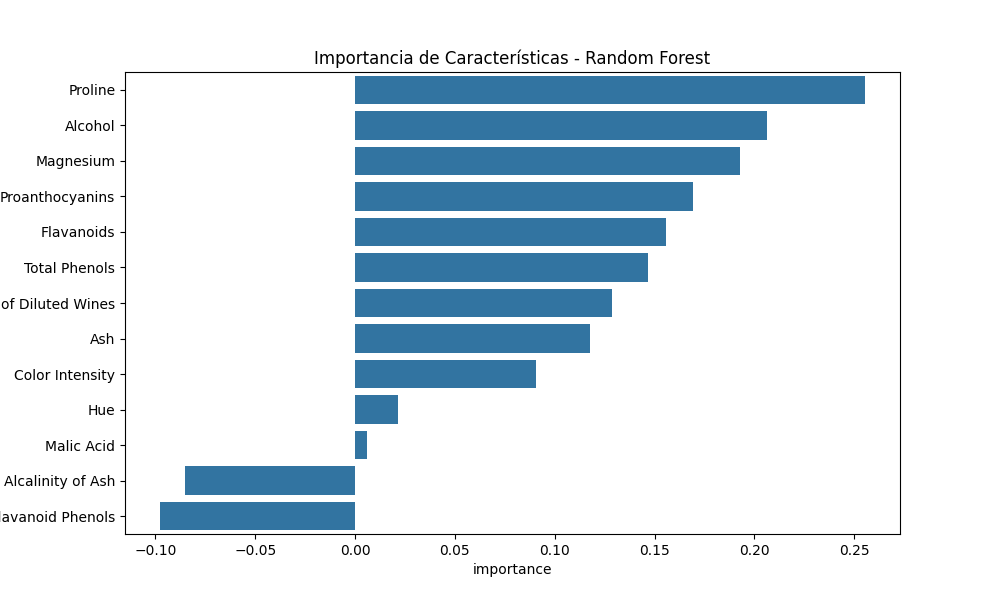 Importancia de Características - Random Forest
Proline
Alcohol
Magnesium
Proanthocyanins
Flavanoids
Total Phenols
of Diluted Wines
Ash
Color Intensity
Hue
Malic Acid
Alcalinity of Ash
lavanoid Phenols
−0.10 −0.05 0.00 0.05 0.10 0.15 0.20 0.25
importance